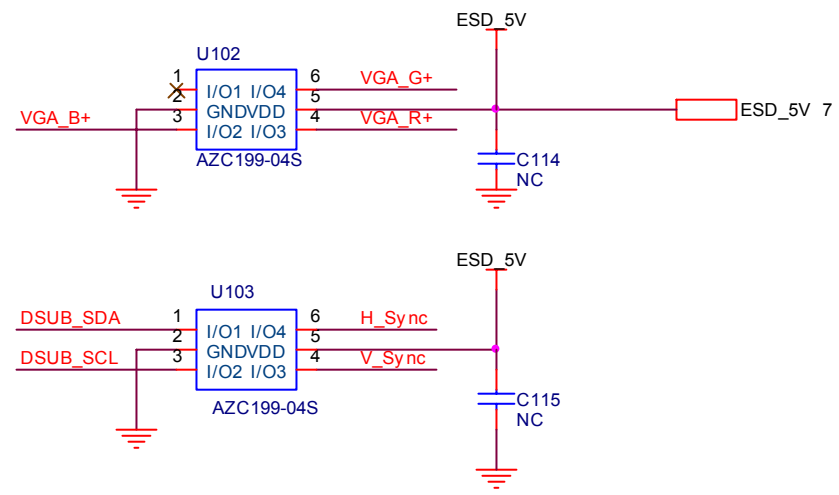 ESD_5V
U102
1 I/O1 I/O4 6 VGA_G+
2 GNDVDD 5 ESD_5V 7
VGA_B+ 3 I/O2 I/O3 4 VGA_R+
AZC199-04S
C114
NC
ESD_5V
U103
DSUB_SDA 1 I/O1 I/O4 6 H_Sync
2 GNDVDD 5
DSUB_SCL 3 I/O2 I/O3 4 V_Sync
AZC199-04S
C115
NC